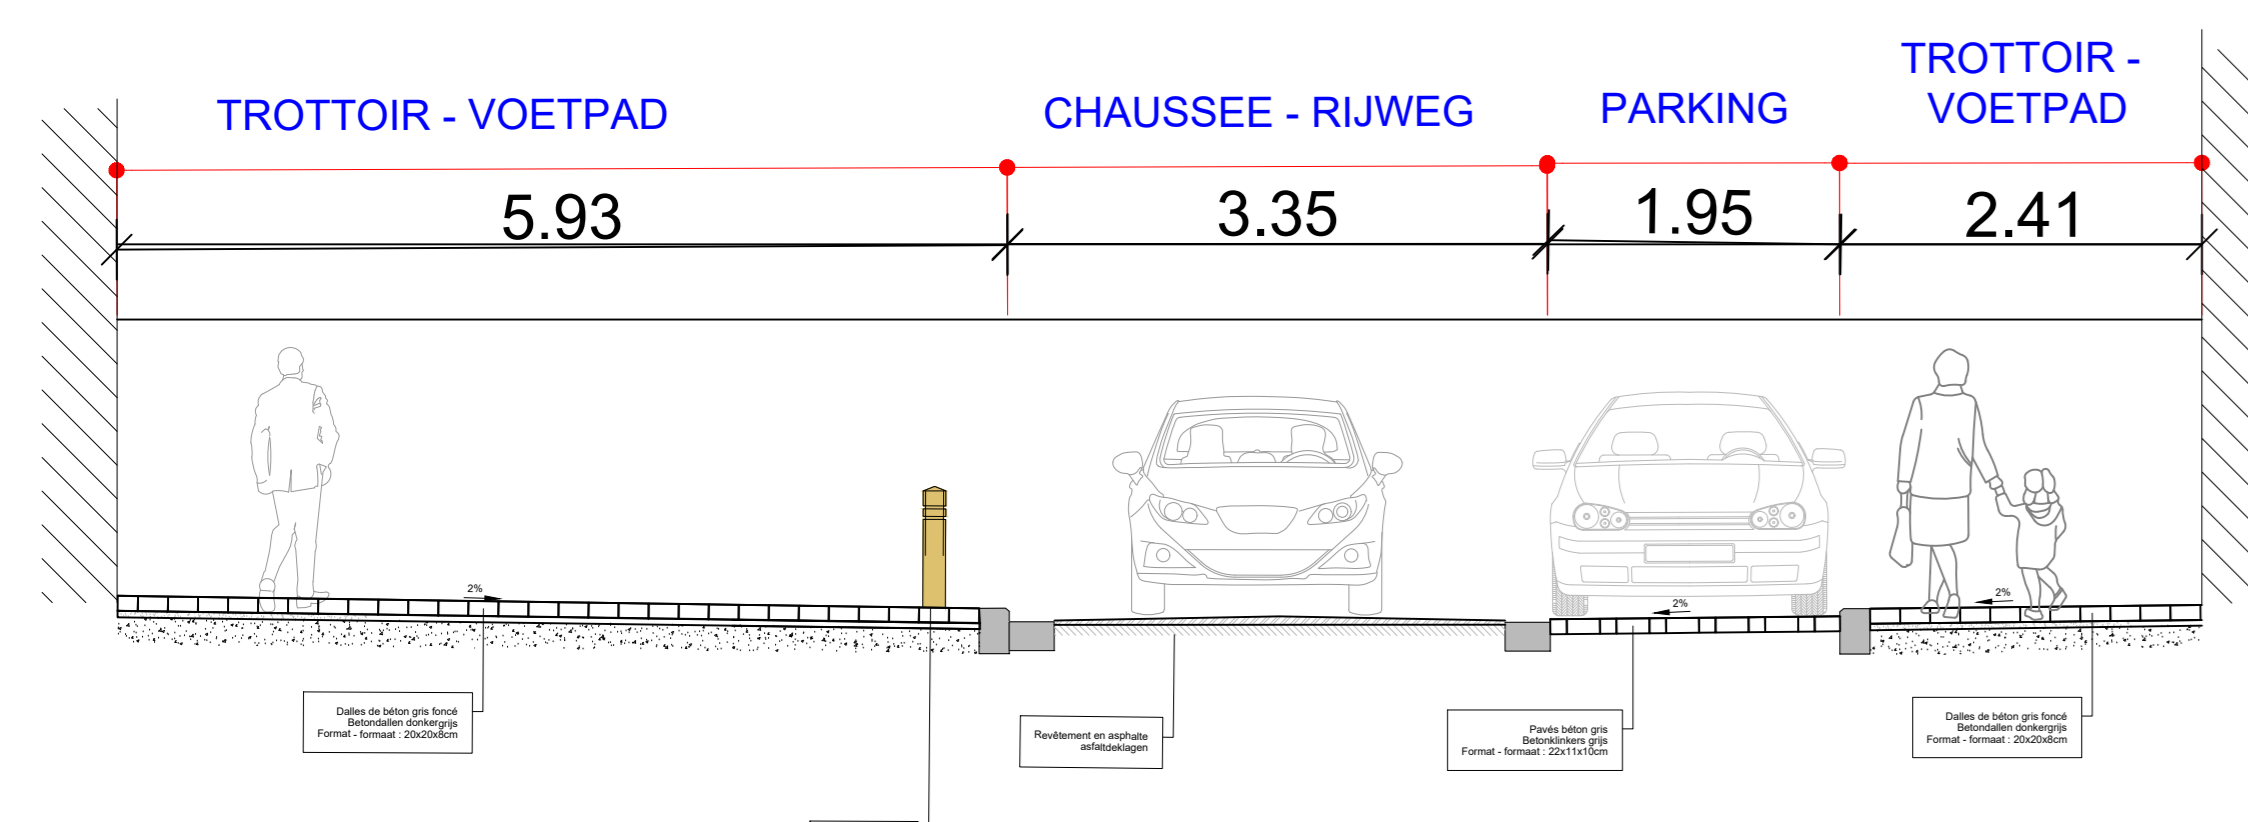 TROTTOIR - VOETPAD
CHAUSSEE - RIJWEG
PARKING
TROTTOIR -
VOETPAD
5.93
3.35
1.95
2.41
2%
2%
2%
Dalles de béton gris foncé
Betondallen donkergrijs
Format - formaat : 20x20x8cm
Revêtement en asphalte
asfaltdeklagen
Pavés béton gris
Betonklinkers grijs
Format - formaat : 22x11x10cm
Dalles de béton gris foncé
Betondallen donkergrijs
Format - formaat : 20x20x8cm